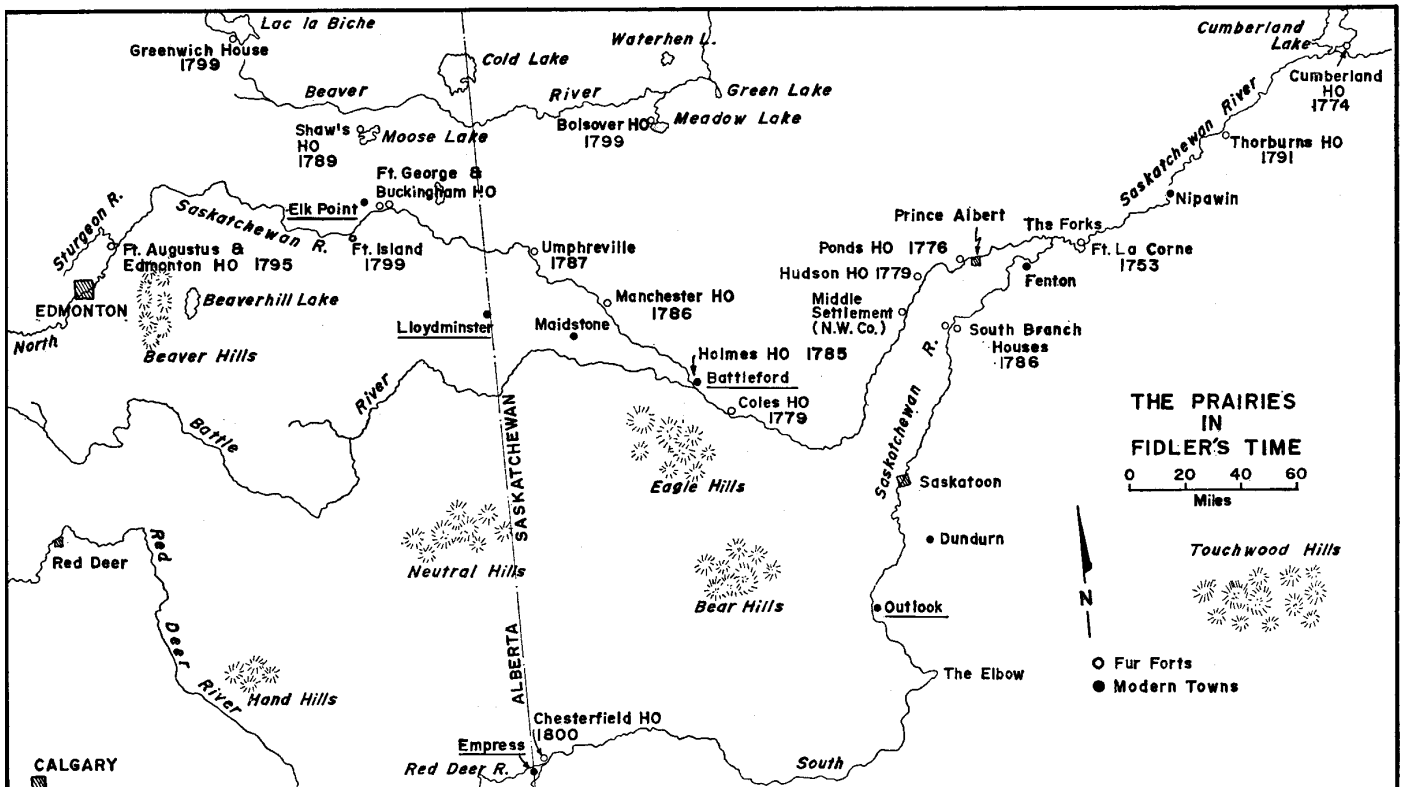 Lac la Biche
Greenwich House
1799
Cold Lake
Waterhen L.
Cumberland
Lake
Cumberland
HO
1774
Beaver
River
Green Lake
Shaw's
HO
1789
Moose Lake
Bolsover HO
1799
Meadow Lake
Saskatchewan River
Thorburns HO
1791
Nipawin
Ft. George &
Buckingham HO
Elk Point
Sturgeon R.
Saskatchewan R.
Ft. Augustus &
Edmonton HO 1795
Ft. Island
1799
Umphreville
1787
Prince Albert
The Forks
Ponds HO 1776
Ft. La Corne
1753
Hudson HO 1779
Fenton
EDMONTON
Beaverhill Lake
Manchester HO
1786
Middle
Settlement
(N.W. Co.)
Lloydminster
Maidstone
South Branch
Houses
1786
North
Beaver Hills
Holmes HO 1785
Battleford
Coles HO
1779
River
Battle
SASKATCHEWAN
ALBERTA
Saskatchewan R.
THE PRAIRIES
IN
FIDLER'S TIME
0 20 40 60
Miles
Eagle Hills
Saskatoon
Red Deer
Red Deer River
Neutral Hills
Dundurn
Touchwood Hills
Bear Hills
Outlook
N
Hand Hills
The Elbow
Fur Forts
Modern Towns
Chesterfield HO
1800
Empress
Red Deer R.
South
CALGARY